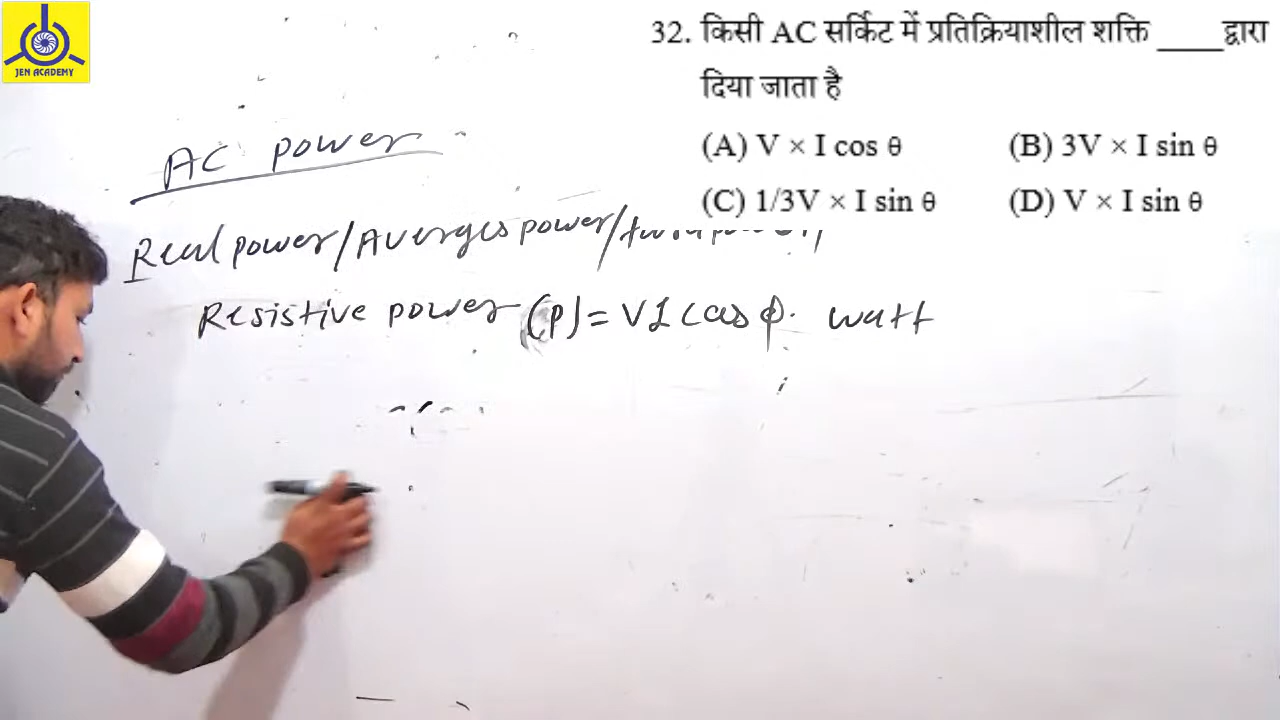 JEN ACADEMY
32. किसी AC सर्किट में प्रतिक्रियाशील शक्ति ____द्वारा
दिया जाता है
(A) V × I cos θ (B) 3V × I sin θ
(C) 1/3V × I sin θ (D) V × I sin θ
AC power
Real power/Averges power/
Resistive power (P) = VI cos ϕ. watt